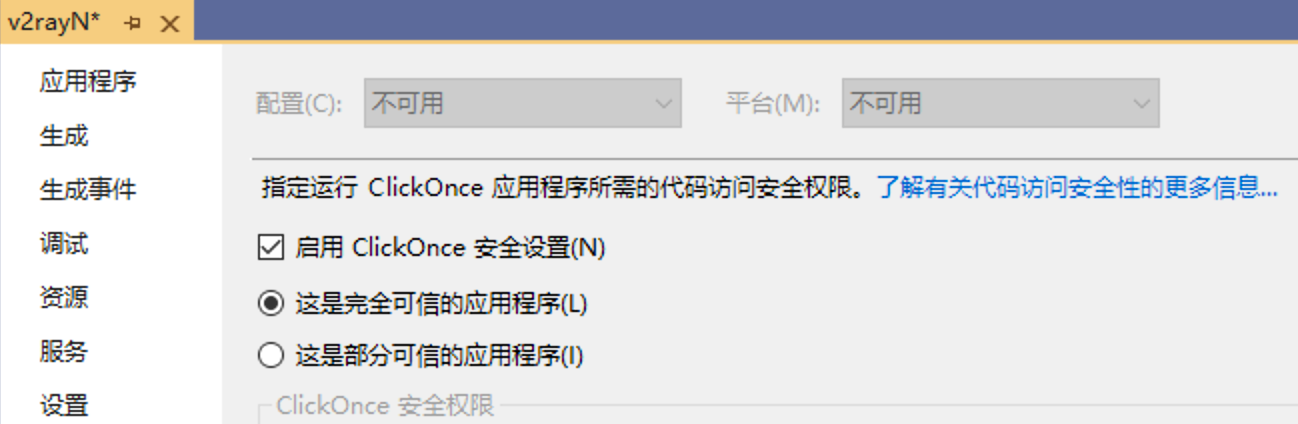 v2rayN*
应用程序
生成
生成事件
调试
资源
服务
设置
配置(C): 不可用 平台(M): 不可用
指定运行 ClickOnce 应用程序所需的代码访问安全权限。了解有关代码访问安全性的更多信息...
启用 ClickOnce 安全设置(N)
这是完全可信的应用程序(L)
这是部分可信的应用程序(I)
ClickOnce 安全权限